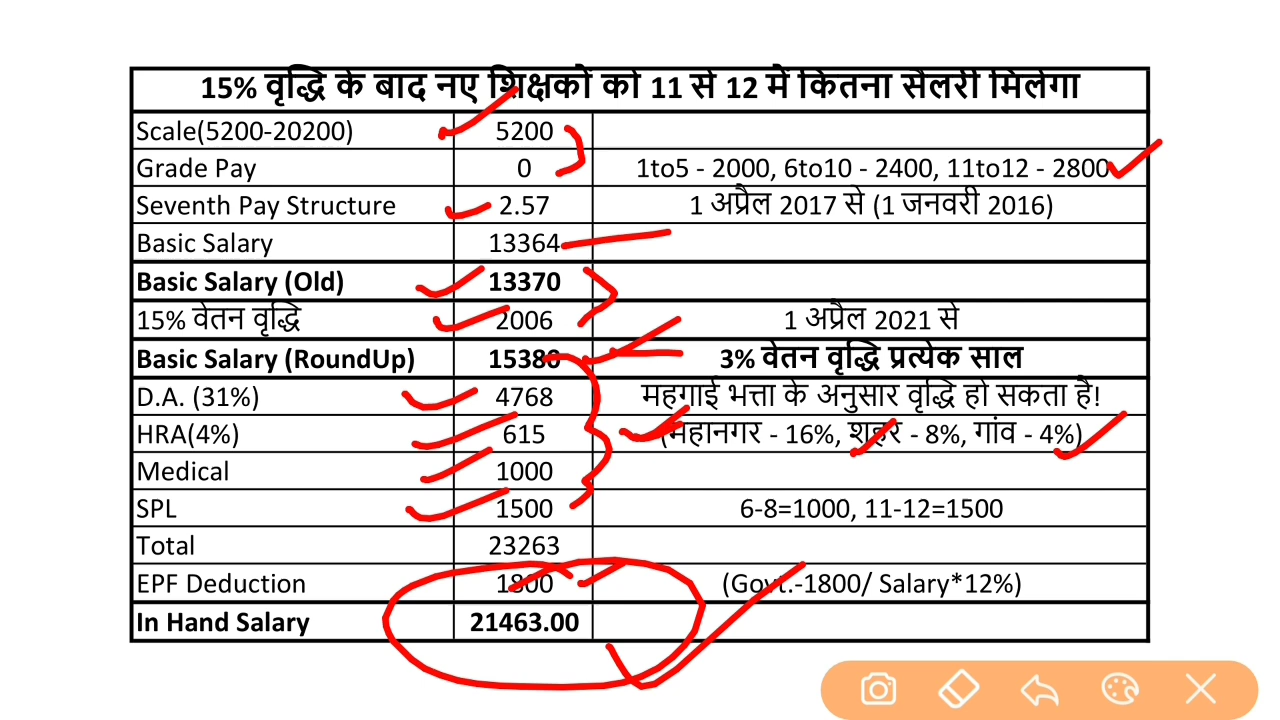 15% वृद्धि के बाद नए शिक्षकों को 11 से 12 में कितना सैलरी मिलेगा
Scale(5200-20200) 5200
Grade Pay 0 1to5 - 2000, 6to10 - 2400, 11to12 - 2800
Seventh Pay Structure 2.57 1 अप्रैल 2017 से (1 जनवरी 2016)
Basic Salary 13364
Basic Salary (Old) 13370
15% वेतन वृद्धि 2006 1 अप्रैल 2021 से
Basic Salary (RoundUp) 15380 3% वेतन वृद्धि प्रत्येक साल
D.A. (31%) 4768 महगाई भत्ता के अनुसार वृद्धि हो सकता है!
HRA(4%) 615 (महानगर - 16%, शहर - 8%, गांव - 4%)
Medical 1000
SPL 1500 6-8=1000, 11-12=1500
Total 23263
EPF Deduction 1800 (Govt.-1800/ Salary*12%)
In Hand Salary 21463.00